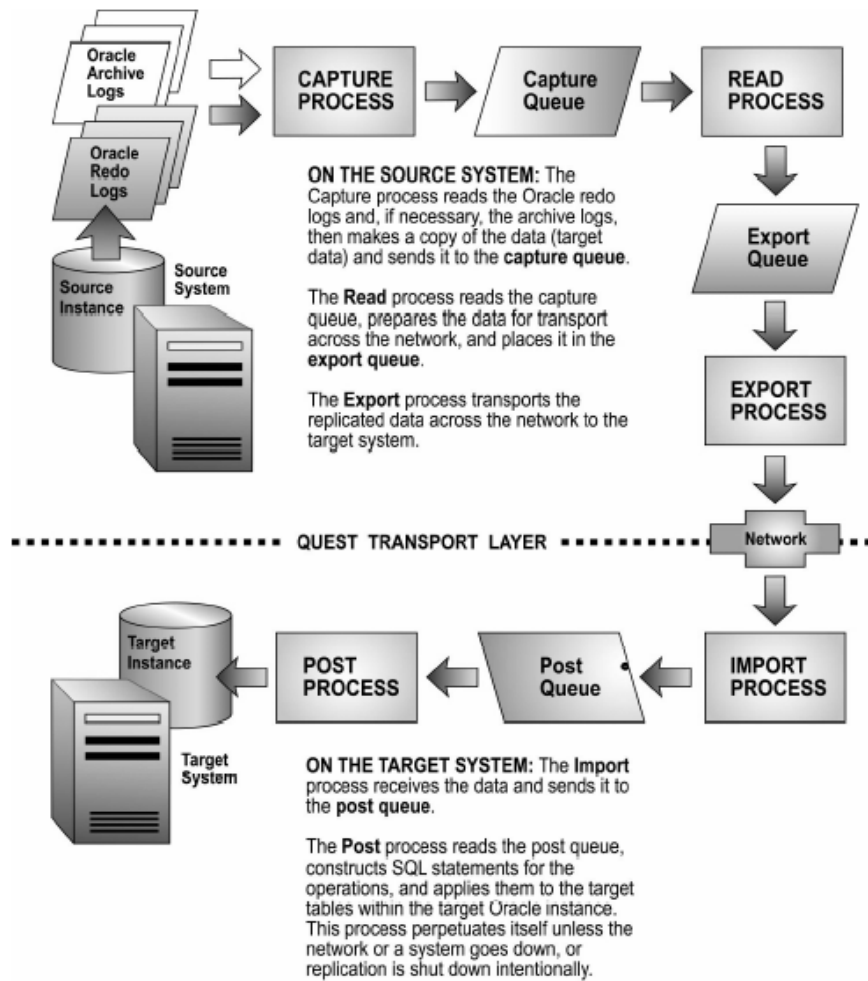 Oracle
Archive
Logs
CAPTURE
PROCESS
Capture
Queue
READ
PROCESS
Oracle
Redo
Logs
ON THE SOURCE SYSTEM: The
Capture process reads the Oracle redo
logs and, if necessary, the archive logs,
then makes a copy of the data (target
data) and sends it to the capture queue.
Export
Queue
Source
System
Source
Instance
The Read process reads the capture
queue, prepares the data for transport
across the network, and places it in the
export queue.
EXPORT
PROCESS
The Export process transports the
replicated data across the network to the
target system.
QUEST TRANSPORT LAYER
Network
Target
Instance
POST
PROCESS
Post
Queue
IMPORT
PROCESS
Target
System
ON THE TARGET SYSTEM: The Import
process receives the data and sends it to
the post queue.
The Post process reads the post queue,
constructs SQL statements for the
operations, and applies them to the target
tables within the target Oracle instance.
This process perpetuates itself unless the
network or a system goes down, or
replication is shut down intentionally.